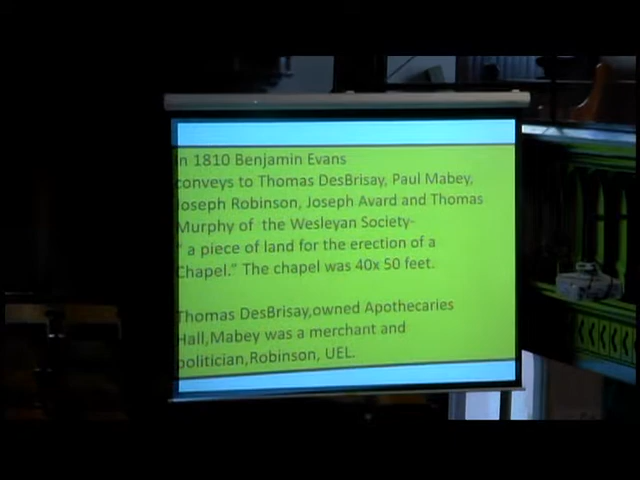 In 1810 Benjamin Evans
conveys to Thomas DesBrisay, Paul Mabey,
Joseph Robinson, Joseph Avard and Thomas
Murphy of the Wesleyan Society-
" a piece of land for the erection of a
Chapel." The chapel was 40x 50 feet.
Thomas DesBrisay,owned Apothecaries
Hall,Mabey was a merchant and
politician,Robinson, UEL.